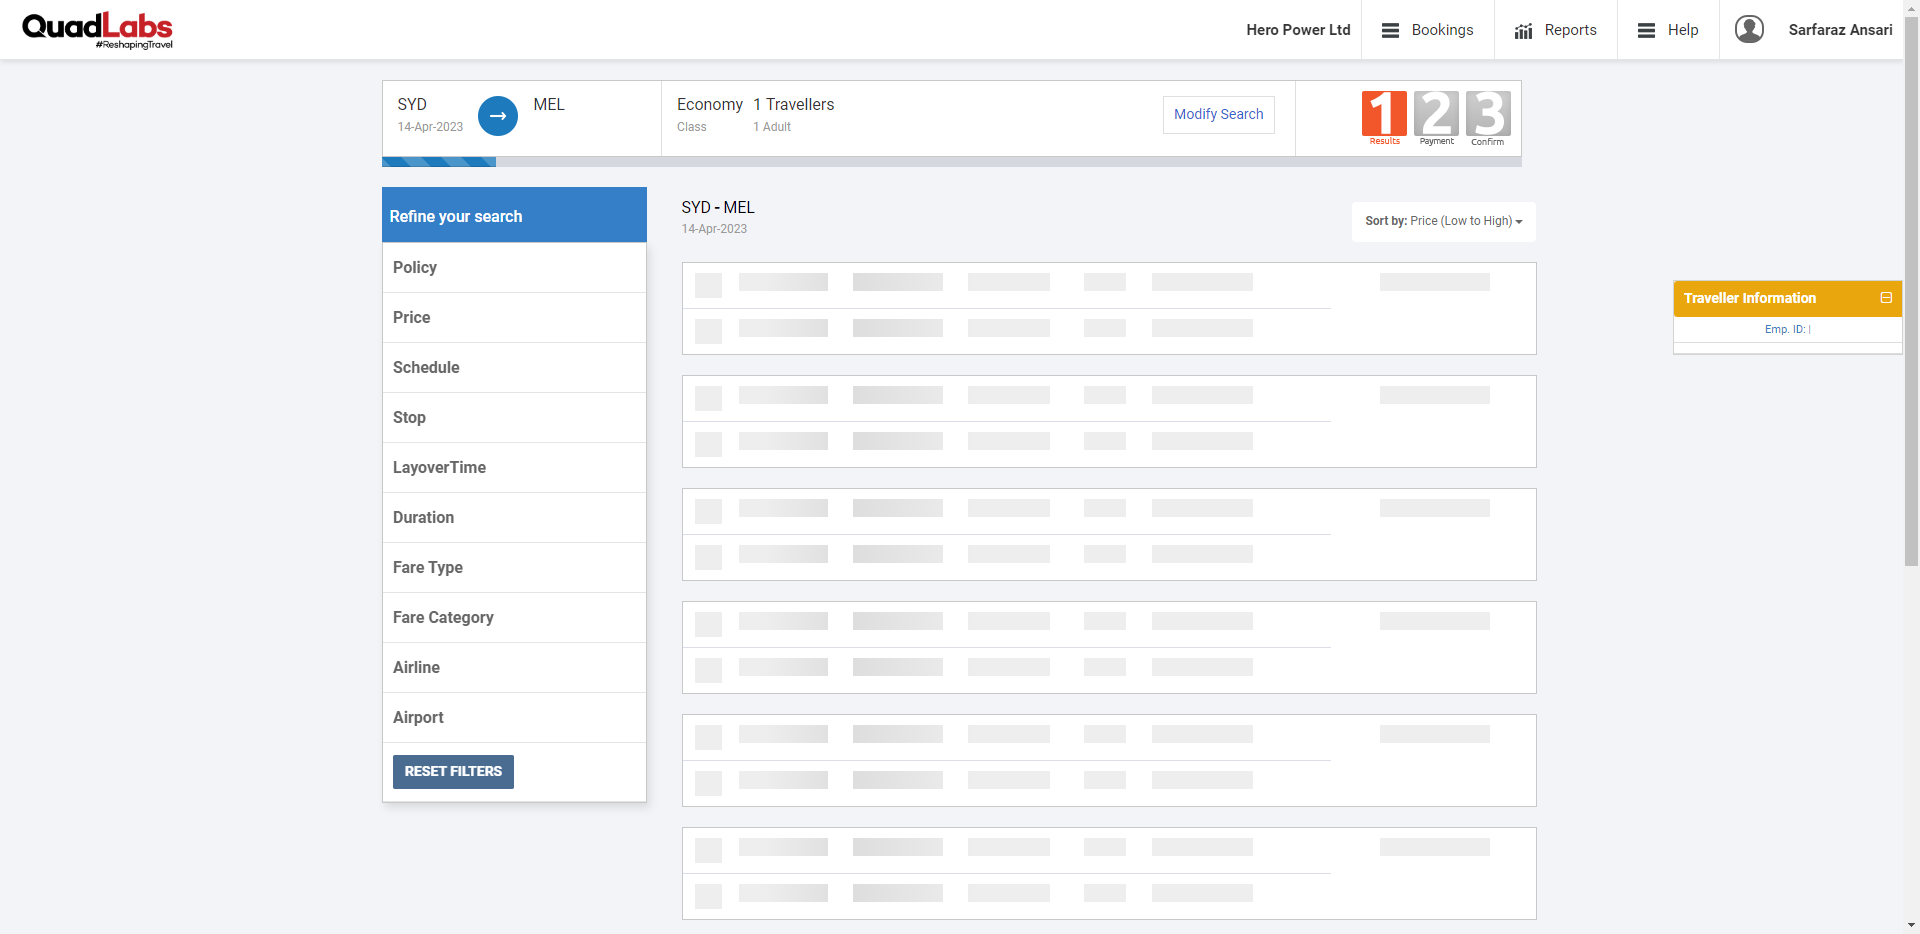 QuadLabs
#ReshapingTravel
Hero Power Ltd
Bookings
Reports
Help
Sarfaraz Ansari
SYD
14-Apr-2023
MEL
Economy
Class
1 Travellers
1 Adult
Modify Search
1
Results
2
Payment
3
Confirm
Refine your search
Policy
Price
Schedule
Stop
LayoverTime
Duration
Fare Type
Fare Category
Airline
Airport
RESET FILTERS
SYD - MEL
14-Apr-2023
Sort by: Price (Low to High)
Traveller Information
Emp. ID: |